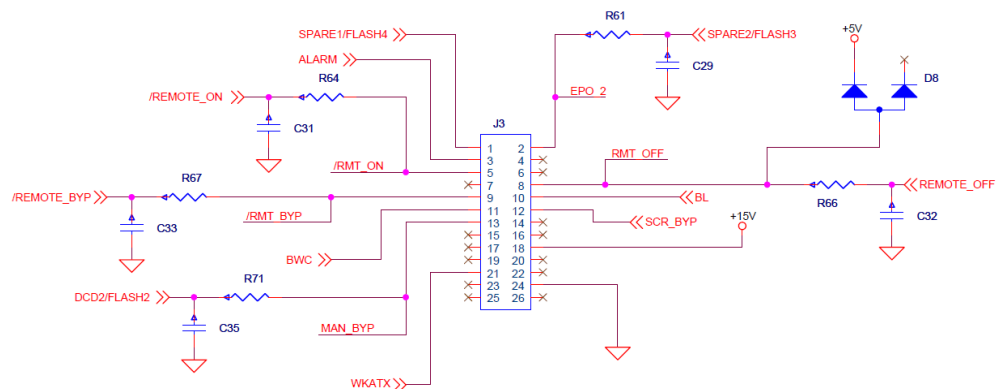 R61
SPARE1/FLASH4
SPARE2/FLASH3
+5V
ALARM
C29
D8
R64
/REMOTE_ON
EPO_2
C31
J3
1 2
/RMT_ON
3 4
RMT_OFF
5 6
7 8
R67
/REMOTE_BYP
9 10
BL
R66
REMOTE_OFF
/RMT_BYP
11 12
C33
13 14
SCR_BYP
C32
+15V
15 16
17 18
BWC
19 20
21 22
R71
23 24
DCD2/FLASH2
25 26
C35
MAN_BYP
WKATX